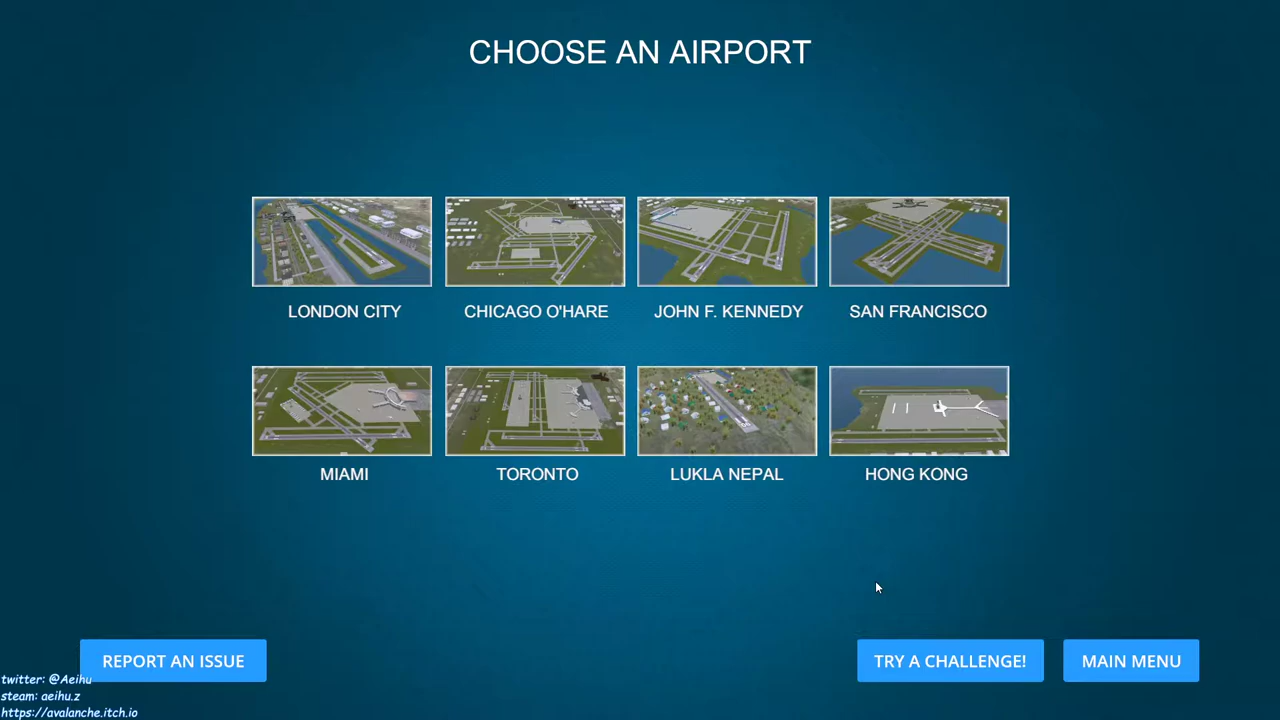 CHOOSE AN AIRPORT
LONDON CITY
CHICAGO O'HARE
JOHN F. KENNEDY
SAN FRANCISCO
MIAMI
TORONTO
LUKLA NEPAL
HONG KONG
REPORT AN ISSUE
TRY A CHALLENGE!
MAIN MENU
twitter: @Aeihu
steam: aeihu.z
https://avalanche.itch.io